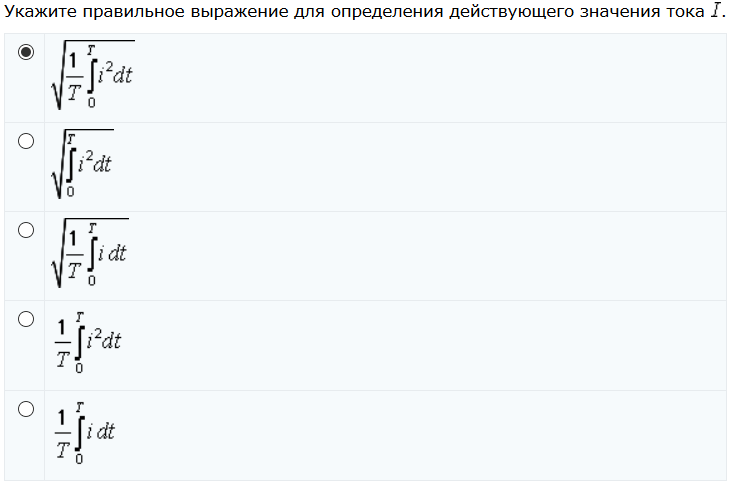 Укажите правильное выражение для определения действующего значения тока I.
√(1/T ∫₀ᵀ i²dt)
√(∫₀ᵀ i²dt)
√(1/T ∫₀ᵀ i dt)
1/T ∫₀ᵀ i²dt
1/T ∫₀ᵀ i dt